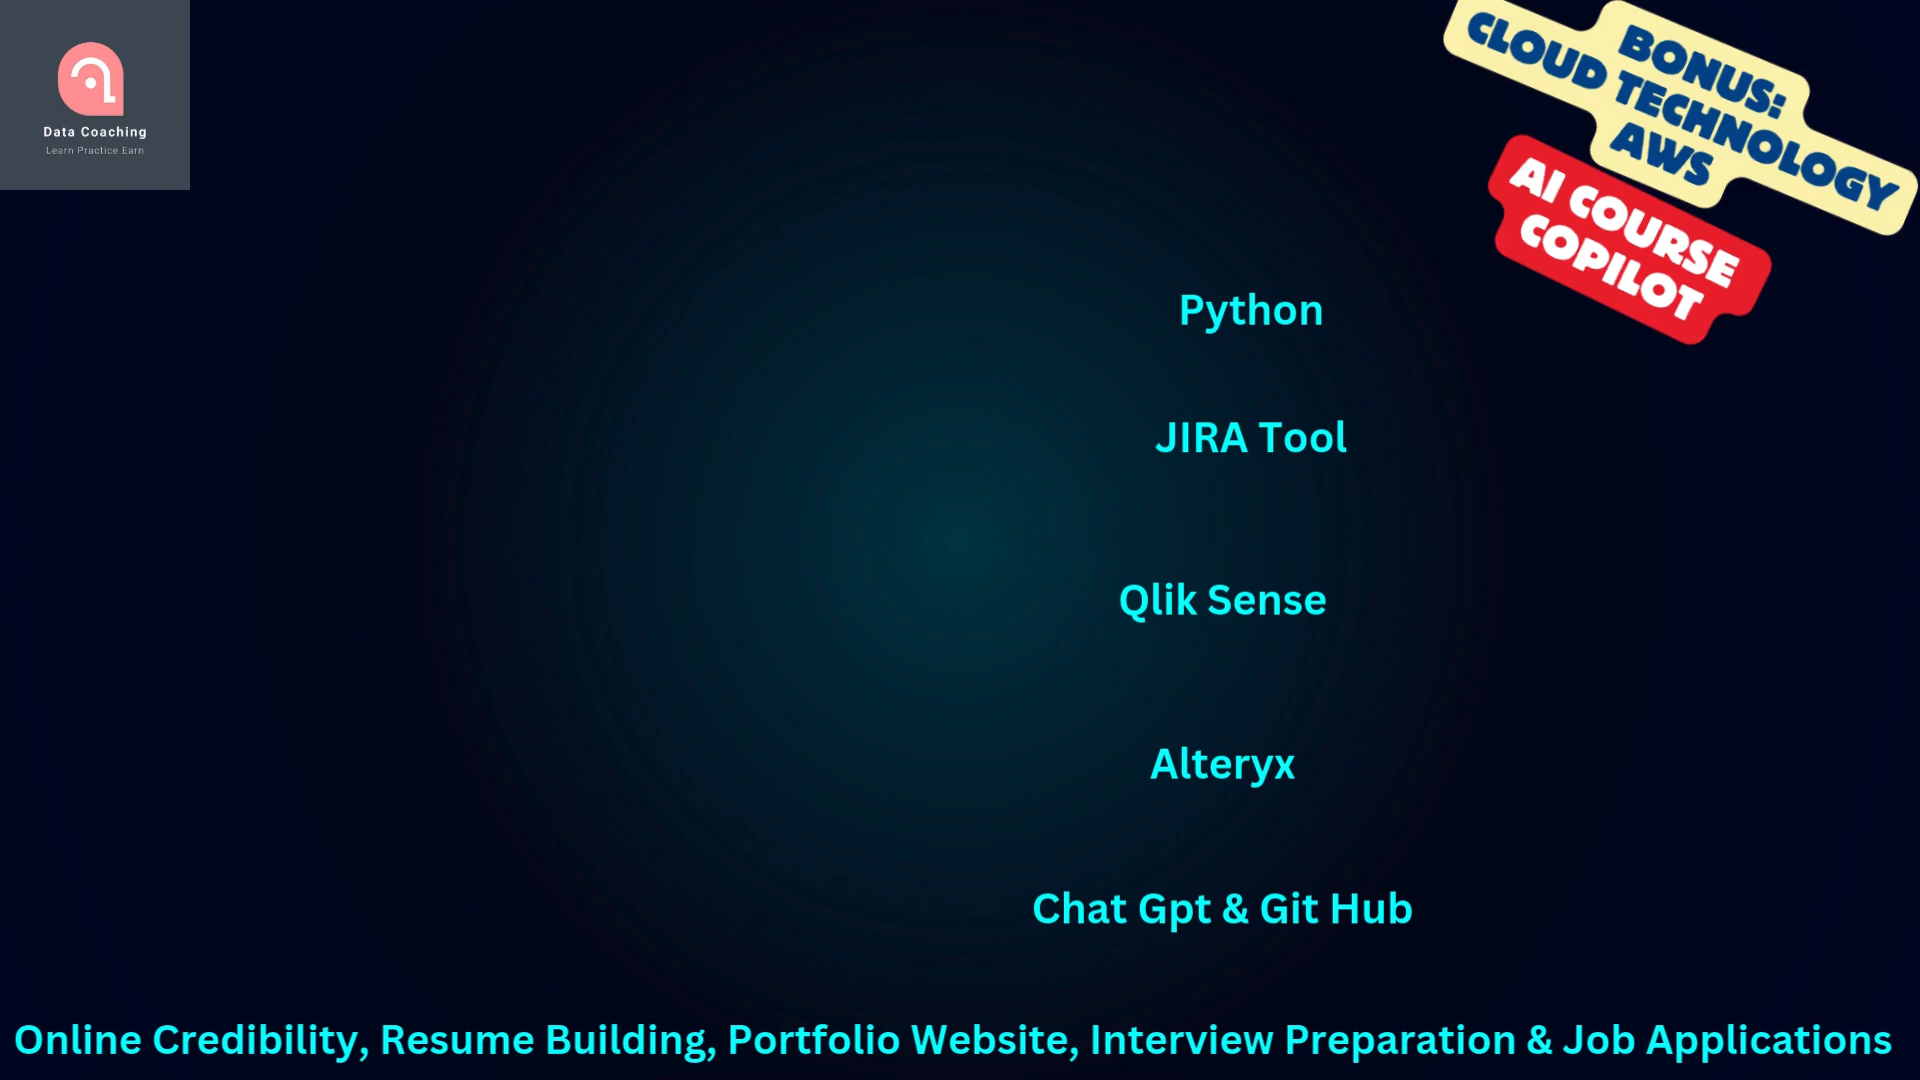 Data Coaching
Learn Practice Earn
BONUS:
CLOUD TECHNOLOGY
AWS
AI COURSE
COPILOT
Python
JIRA Tool
Qlik Sense
Alteryx
Chat Gpt & Git Hub
Online Credibility, Resume Building, Portfolio Website, Interview Preparation & Job Applications